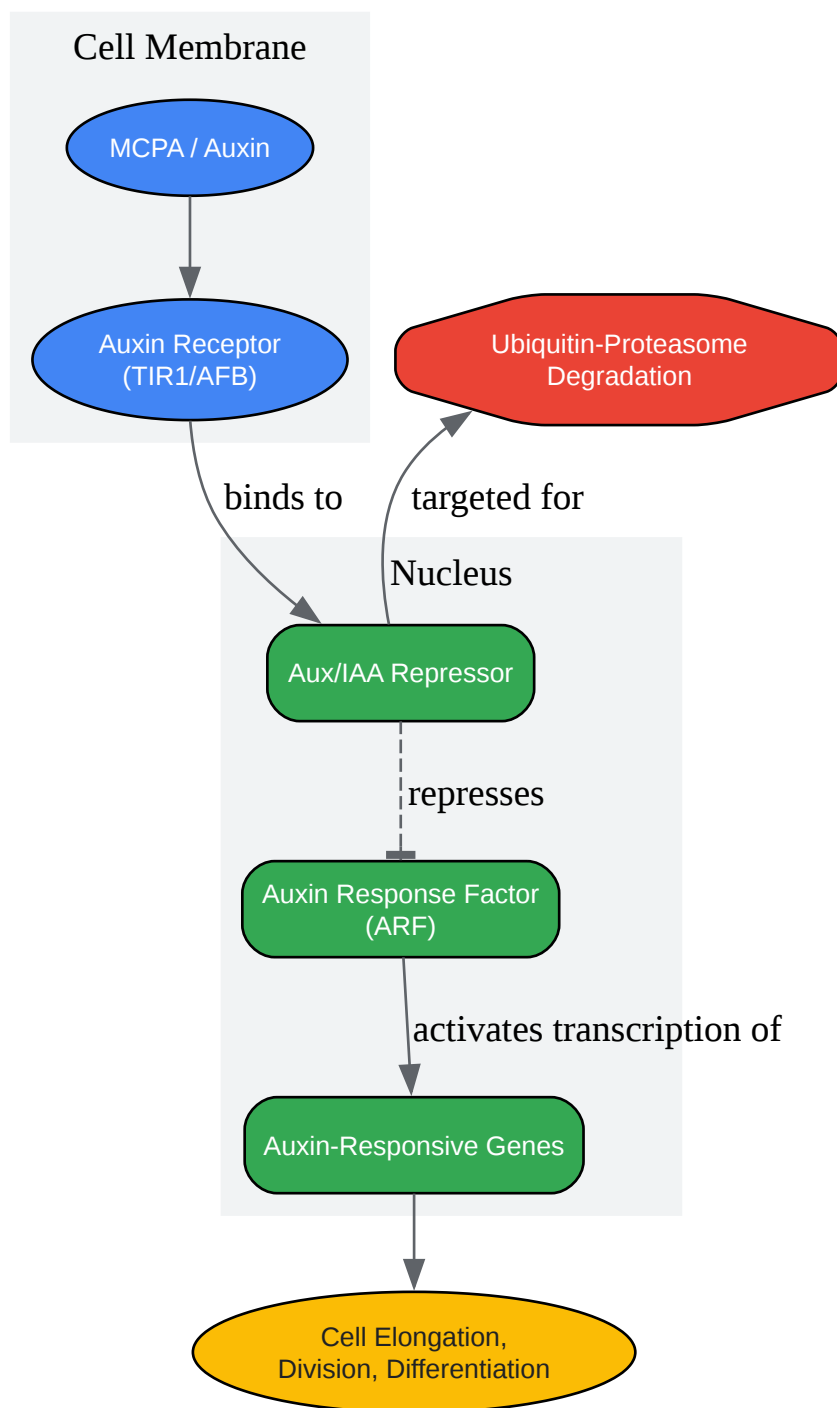 Cell Membrane
MCPA / Auxin
Auxin Receptor
(TIR1/AFB)
Ubiquitin-Proteasome
Degradation
binds to
targeted for
Nucleus
Aux/IAA Repressor
represses
Auxin Response Factor
(ARF)
activates transcription of
Auxin-Responsive Genes
Cell Elongation,
Division, Differentiation